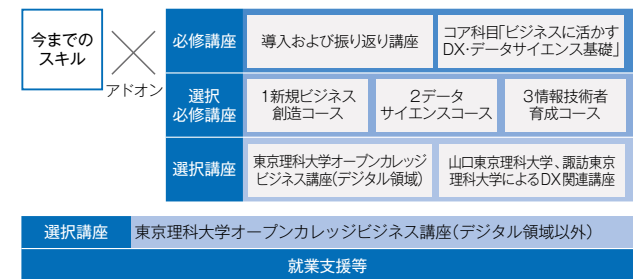 今までの
スキル
アドオン
必修講座
導入および振り返り講座
コア科目「ビジネスに活かす
DX・データサイエンス基礎」
選択
必修講座
1新規ビジネス
創造コース
2データ
サイエンスコース
3情報技術者
育成コース
選択講座
東京理科大学オープンカレッジ
ビジネス講座(デジタル領域)
山口東京理科大学、諏訪東京
理科大学によるDX関連講座
選択講座
東京理科大学オープンカレッジビジネス講座(デジタル領域以外)
就業支援等